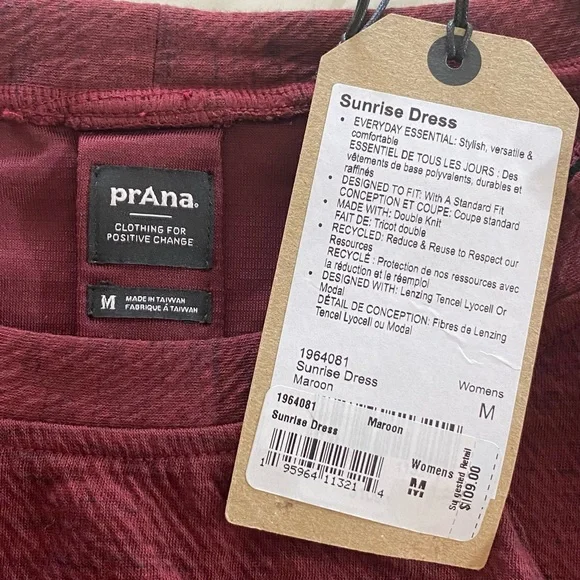 prAna.
CLOTHING FOR
POSITIVE CHANGE
M
MADE IN TAIWAN
FABRIQUE À TAIWAN
Sunrise Dress
• EVERYDAY ESSENTIAL: Stylish, versatile &
comfortable
ESSENTIEL DE TOUS LES JOURS : Des
vêtements de base polyvalents, durables et
raffinés
• DESIGNED TO FIT: With A Standard Fit
CONCEPTION ET COUPE: Coupe standard
• MADE WITH: Double Knit
FAIT DE: Tricot double
• RECYCLED: Reduce & Reuse to Respect our
Resources
RECYCLÉ : Protection de nos ressources avec
la réduction et le réemploi
• DESIGNED WITH: Lenzing Tencel Lyocell Or
Modal
DÉTAIL DE CONCEPTION: Fibres de Lenzing
Tencel Lyocell ou Modal
1964081
Sunrise Dress
Maroon
Womens
M
1964081
Maroon
Sunrise Dress
Womens
M
1 95964 11321 4
Suggested Retail
$109.00